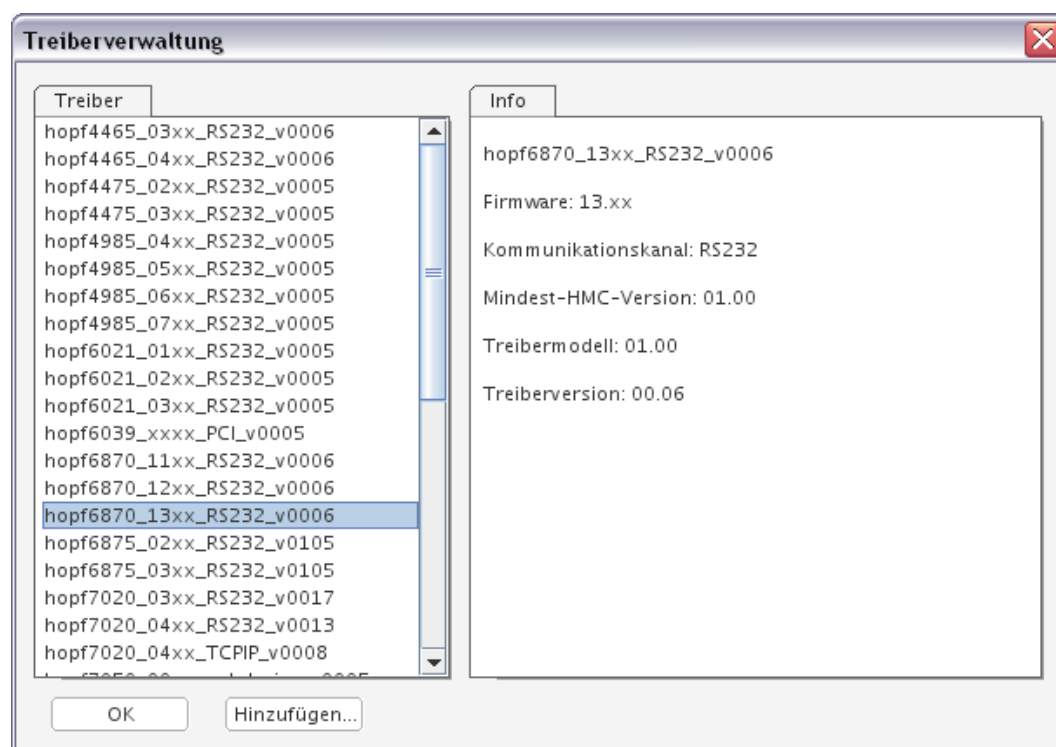 Treiberverwaltung
Treiber
hopf4465_03xx_RS232_v0006
hopf4465_04xx_RS232_v0006
hopf4475_02xx_RS232_v0005
hopf4475_03xx_RS232_v0005
hopf4985_04xx_RS232_v0005
hopf4985_05xx_RS232_v0005
hopf4985_06xx_RS232_v0005
hopf4985_07xx_RS232_v0005
hopf6021_01xx_RS232_v0005
hopf6021_02xx_RS232_v0005
hopf6021_03xx_RS232_v0005
hopf6039_xxxx_PCI_v0005
hopf6870_11xx_RS232_v0006
hopf6870_12xx_RS232_v0006
hopf6870_13xx_RS232_v0006
hopf6875_02xx_RS232_v0105
hopf6875_03xx_RS232_v0105
hopf7020_03xx_RS232_v0017
hopf7020_04xx_RS232_v0013
hopf7020_04xx_TCPIP_v0008
Info
hopf6870_13xx_RS232_v0006
Firmware: 13.xx
Kommunikationskanal: RS232
Mindest-HMC-Version: 01.00
Treibermodell: 01.00
Treiberversion: 00.06
OK
Hinzufügen...